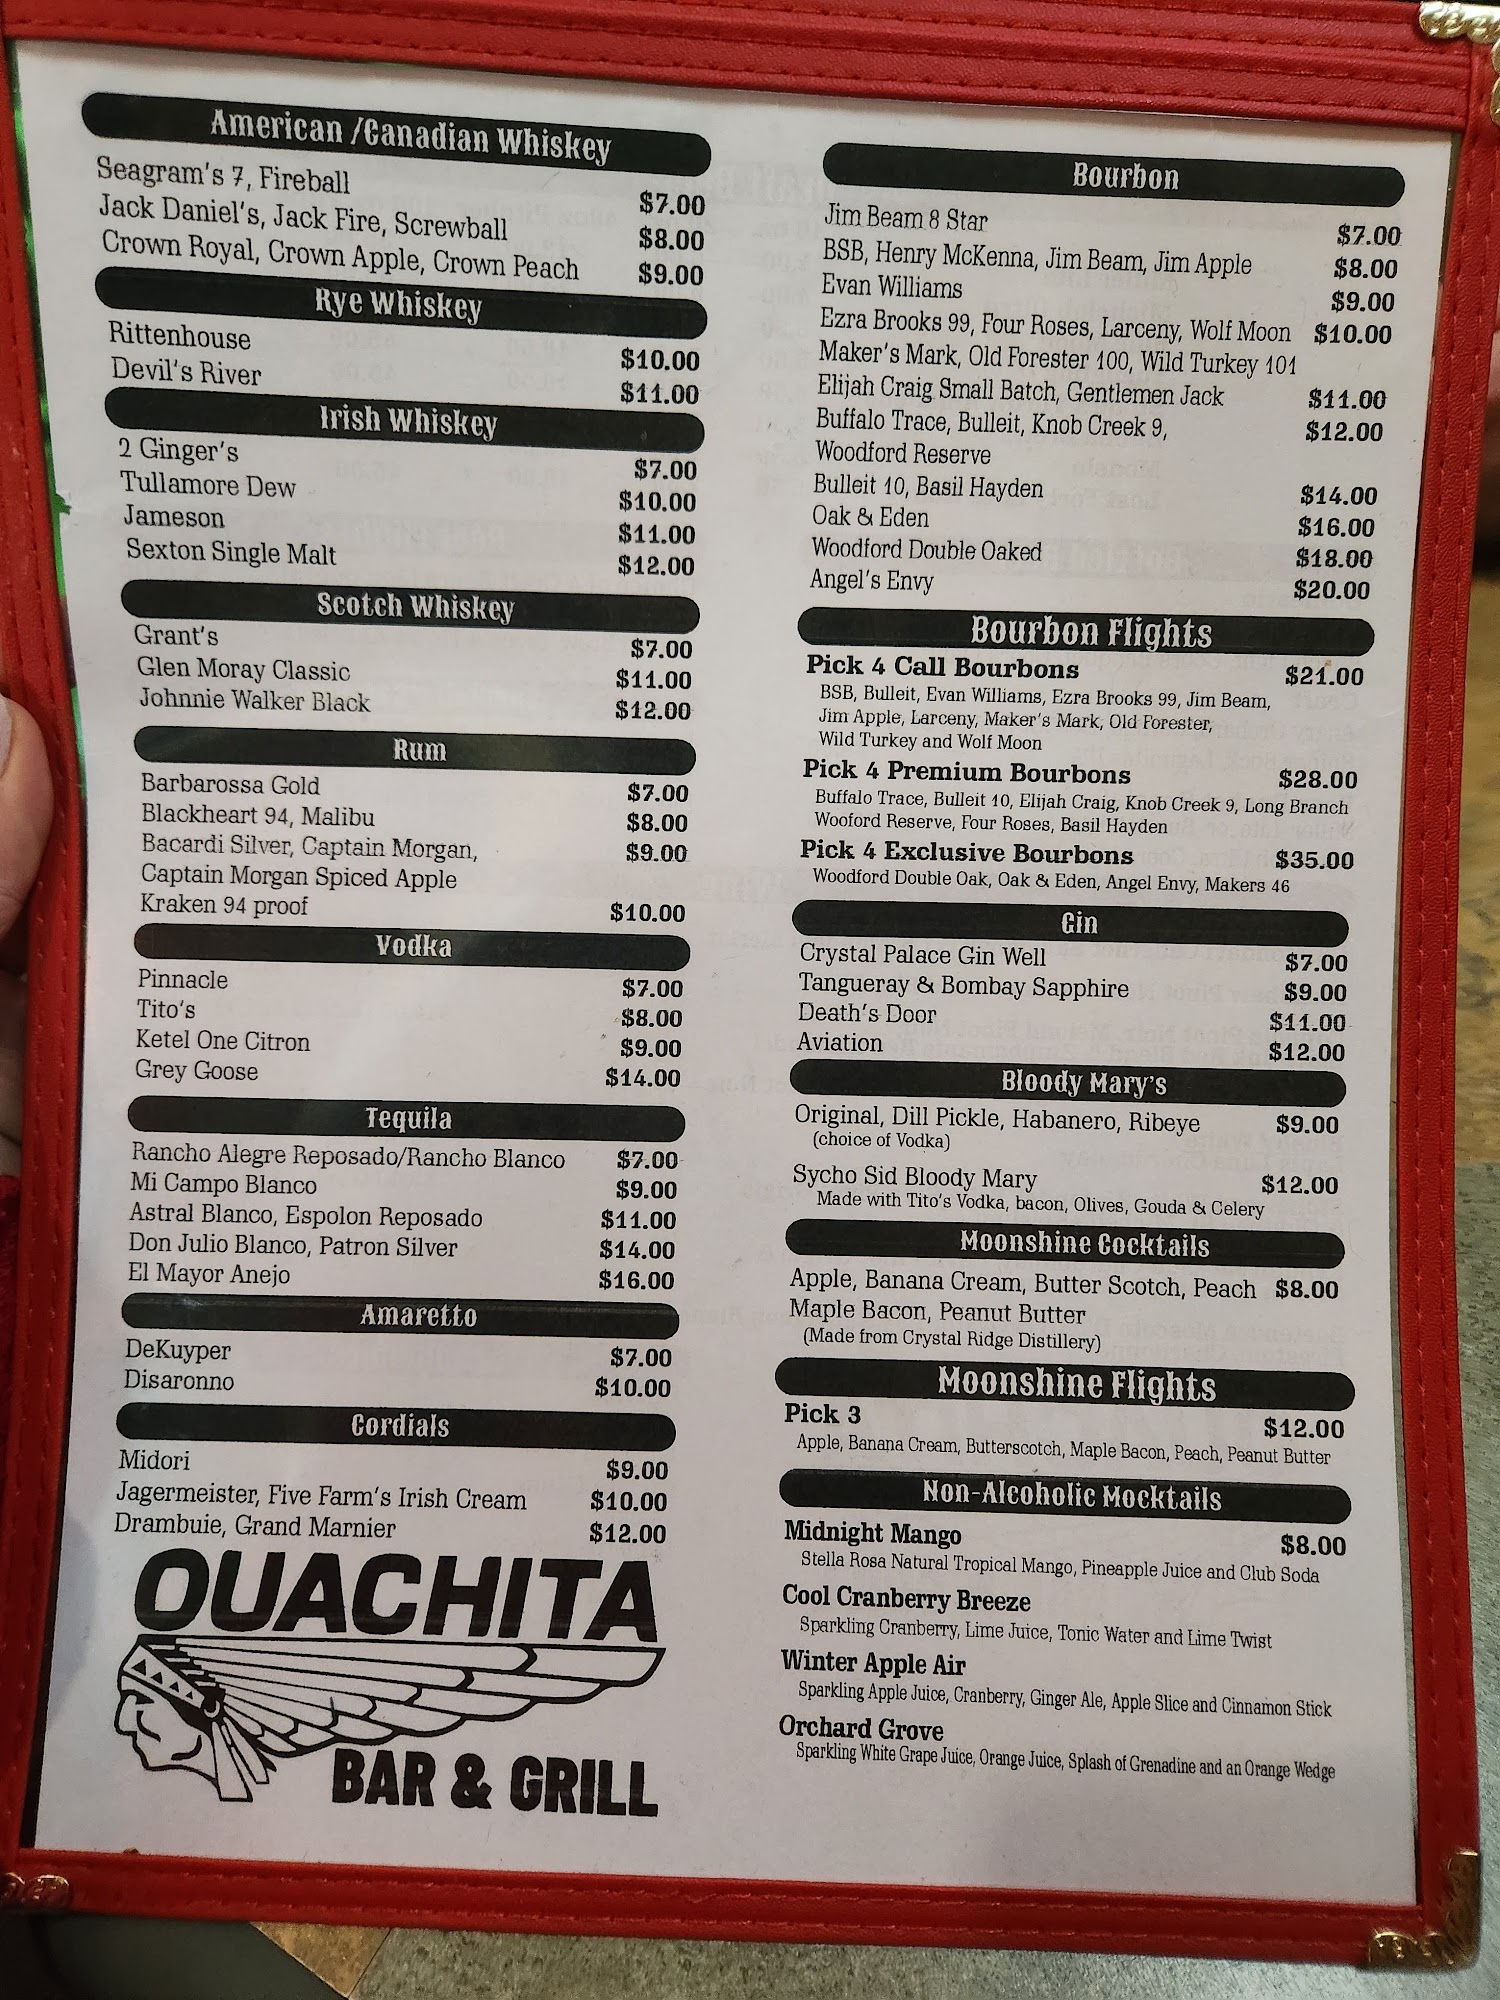 American /Canadian Whiskey
Seagram's 7, Fireball $7.00
Jack Daniel's, Jack Fire, Screwball $8.00
Crown Royal, Crown Apple, Crown Peach $9.00
Rye Whiskey
Rittenhouse $10.00
Devil's River $11.00
Irish Whiskey
2 Ginger's $7.00
Tullamore Dew $10.00
Jameson $11.00
Sexton Single Malt $12.00
Scotch Whiskey
Grant's $7.00
Glen Moray Classic $11.00
Johnnie Walker Black $12.00
Rum
Barbarossa Gold $7.00
Blackheart 94, Malibu $8.00
Bacardi Silver, Captain Morgan, $9.00
Captain Morgan Spiced Apple
Kraken 94 proof $10.00
Vodka
Pinnacle $7.00
Tito's $8.00
Ketel One Citron $9.00
Grey Goose $14.00
Tequila
Rancho Alegre Reposado/Rancho Blanco $7.00
Mi Campo Blanco $9.00
Astral Blanco, Espolon Reposado $11.00
Don Julio Blanco, Patron Silver $14.00
El Mayor Anejo $16.00
Amaretto
DeKuyper $7.00
Disaronno $10.00
Cordials
Midori $9.00
Jagermeister, Five Farm's Irish Cream $10.00
Drambuie, Grand Marnier $12.00
OUACHITA
BAR & GRILL
Bourbon
Jim Beam 8 Star $7.00
BSB, Henry McKenna, Jim Beam, Jim Apple $8.00
Evan Williams $9.00
Ezra Brooks 99, Four Roses, Larceny, Wolf Moon $10.00
Maker's Mark, Old Forester 100, Wild Turkey 101
Elijah Craig Small Batch, Gentlemen Jack $11.00
Buffalo Trace, Bulleit, Knob Creek 9, $12.00
Woodford Reserve
Bulleit 10, Basil Hayden $14.00
Oak & Eden $16.00
Woodford Double Oaked $18.00
Angel's Envy $20.00
Bourbon Flights
Pick 4 Call Bourbons $21.00
BSB, Bulleit, Evan Williams, Ezra Brooks 99, Jim Beam,
Jim Apple, Larceny, Maker's Mark, Old Forester,
Wild Turkey and Wolf Moon
Pick 4 Premium Bourbons $28.00
Buffalo Trace, Bulleit 10, Elijah Craig, Knob Creek 9, Long Branch
Wooford Reserve, Four Roses, Basil Hayden
Pick 4 Exclusive Bourbons $35.00
Woodford Double Oak, Oak & Eden, Angel Envy, Makers 46
Gin
Crystal Palace Gin Well $7.00
Tangueray & Bombay Sapphire $9.00
Death's Door $11.00
Aviation $12.00
Bloody Mary's
Original, Dill Pickle, Habanero, Ribeye $9.00
(choice of Vodka)
Sycho Sid Bloody Mary $12.00
Made with Tito's Vodka, bacon, Olives, Gouda & Celery
Moonshine Cocktails
Apple, Banana Cream, Butter Scotch, Peach $8.00
Maple Bacon, Peanut Butter
(Made from Crystal Ridge Distillery)
Moonshine Flights
Pick 3 $12.00
Apple, Banana Cream, Butterscotch, Maple Bacon, Peach, Peanut Butter
Non-Alcoholic Mocktails
Midnight Mango $8.00
Stella Rosa Natural Tropical Mango, Pineapple Juice and Club Soda
Cool Cranberry Breeze
Sparkling Cranberry, Lime Juice, Tonic Water and Lime Twist
Winter Apple Air
Sparkling Apple Juice, Cranberry, Ginger Ale, Apple Slice and Cinnamon Stick
Orchard Grove
Sparkling White Grape Juice, Orange Juice, Splash of Grenadine and an Orange Wedge